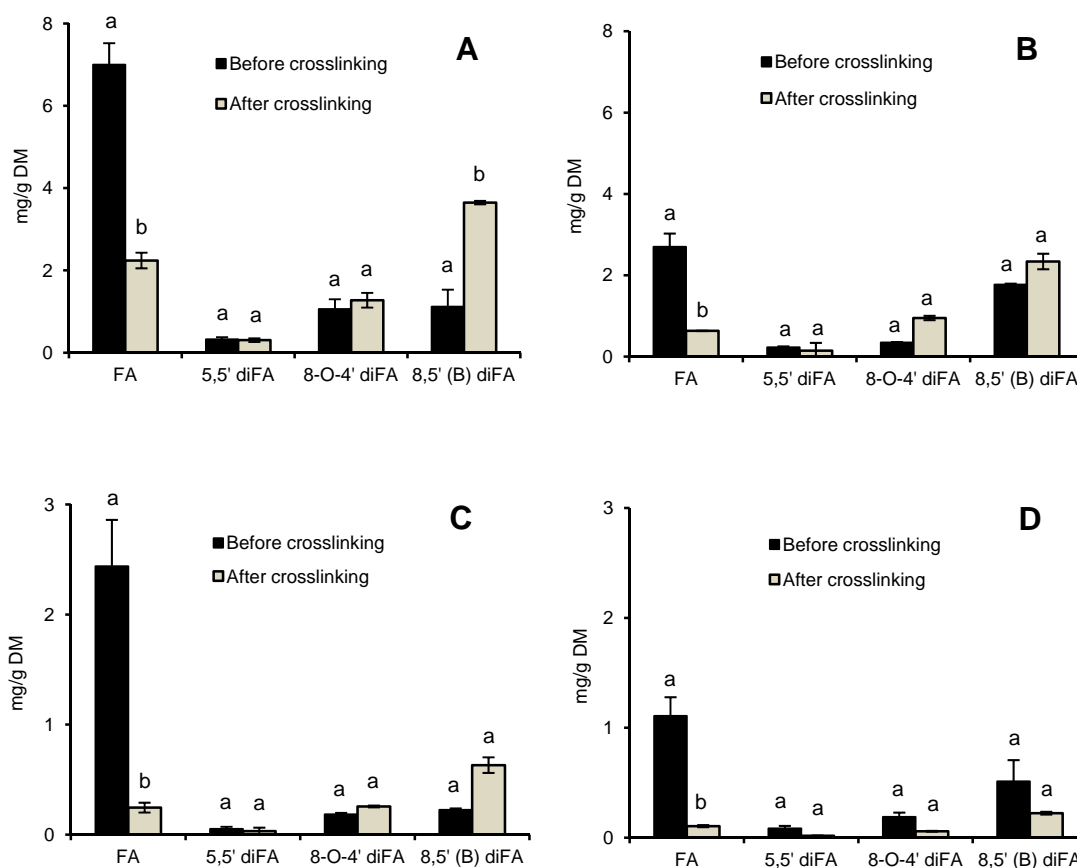 A
8
6
4
2
0
mg/g DM
Before crosslinking
After crosslinking
a
b
a
a
a
a
a
b
FA
5,5' diFA
8-O-4' diFA
8,5' (B) diFA
B
8
6
4
2
0
mg/g DM
Before crosslinking
After crosslinking
a
b
a
a
a
a
a
a
FA
5,5' diFA
8-O-4' diFA
8,5' (B) diFA
C
3
2
1
0
mg/g DM
Before crosslinking
After crosslinking
a
b
a
a
a
a
a
a
FA
5,5' diFA
8-O-4' diFA
8,5' (B) diFA
D
3
2
1
0
mg/g DM
Before crosslinking
After crosslinking
a
b
a
a
a
a
a
a
FA
5,5' diFA
8-O-4' diFA
8,5' (B) diFA